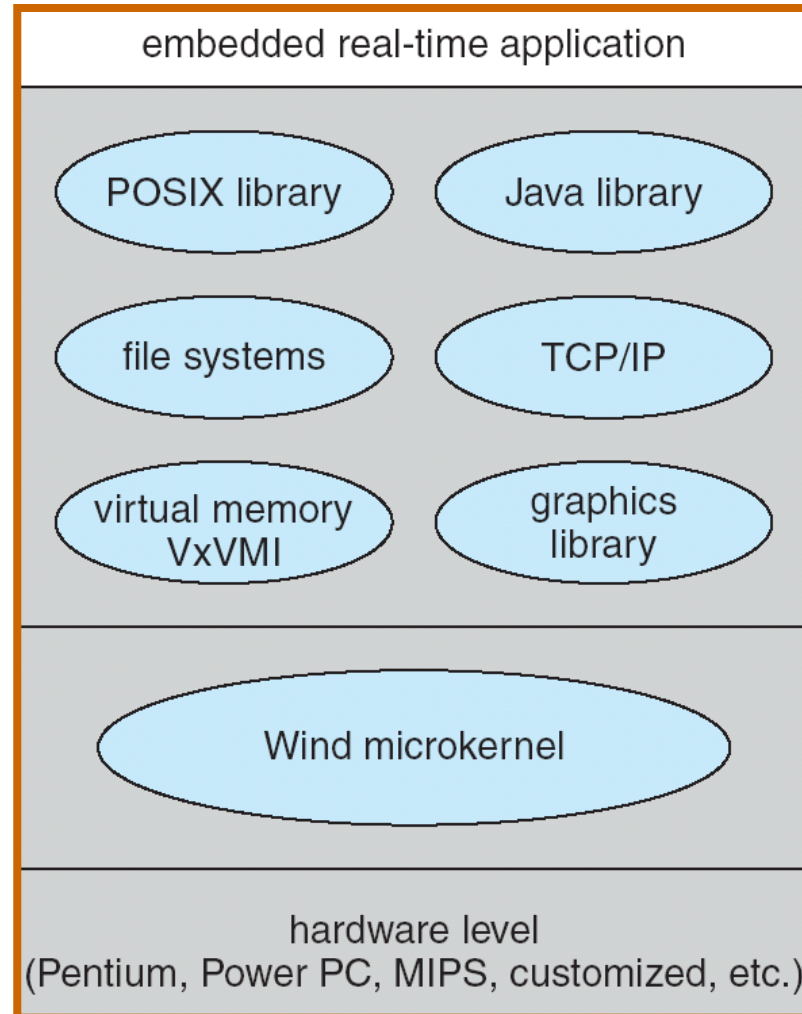 embedded real-time application
POSIX library
Java library
file systems
TCP/IP
virtual memory
VxVMI
graphics
library
Wind microkernel
hardware level
(Pentium, Power PC, MIPS, customized, etc.)